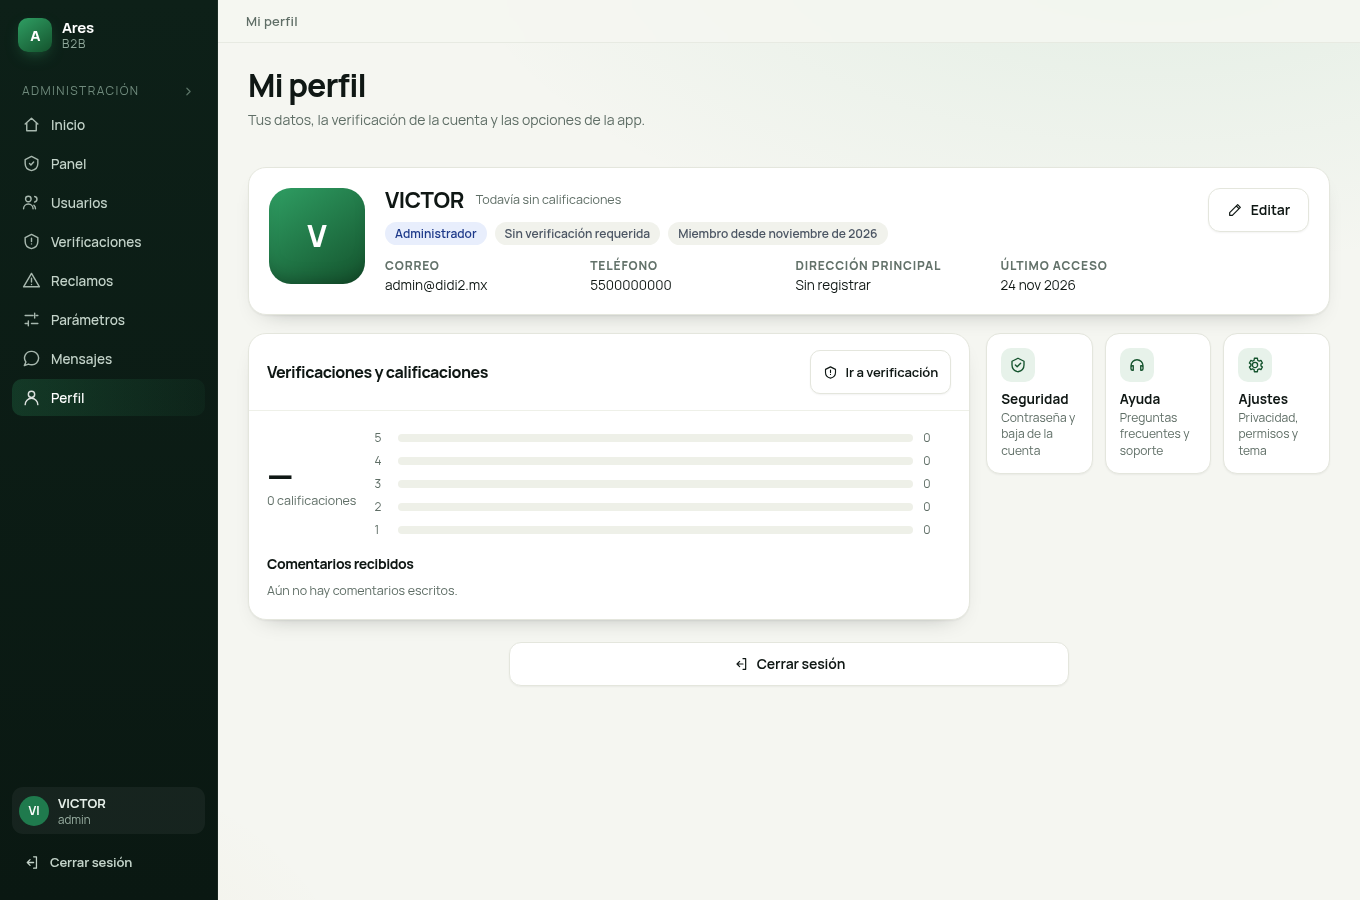 A
Ares
B2B
Mi perfil
ADMINISTRACIÓN
Inicio
Panel
Usuarios
Verificaciones
Reclamos
Parámetros
Mensajes
Perfil
VI
VICTOR
admin
Cerrar sesión
Mi perfil
Tus datos, la verificación de la cuenta y las opciones de la app.
V
VICTOR Todavía sin calificaciones
Editar
Administrador Sin verificación requerida Miembro desde noviembre de 2026
CORREO TELÉFONO DIRECCIÓN PRINCIPAL ÚLTIMO ACCESO
admin@didi2.mx 5500000000 Sin registrar 24 nov 2026
Verificaciones y calificaciones
Ir a verificación
—
0 calificaciones
5 0
4 0
3 0
2 0
1 0
Comentarios recibidos
Aún no hay comentarios escritos.
Seguridad
Contraseña y
baja de la
cuenta
Ayuda
Preguntas
frecuentes y
soporte
Ajustes
Privacidad,
permisos y
tema
Cerrar sesión